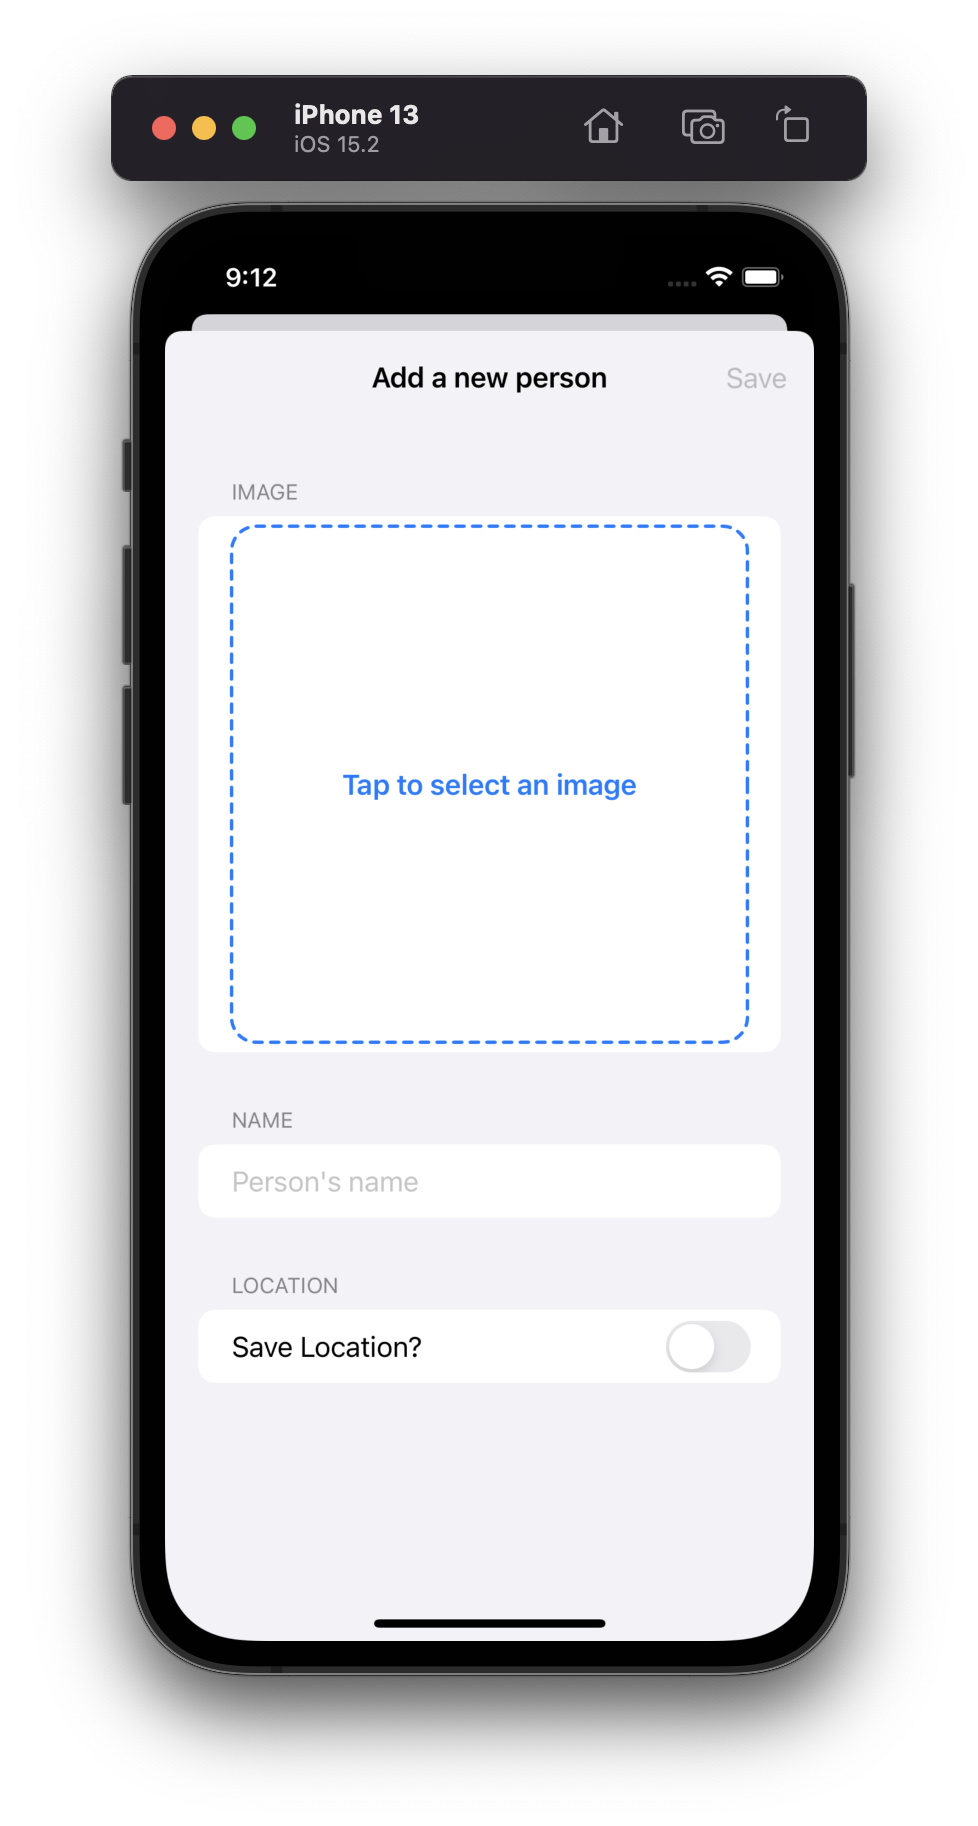 iPhone 13
iOS 15.2
9:12
Add a new person
Save
IMAGE
Tap to select an image
NAME
Person's name
LOCATION
Save Location?